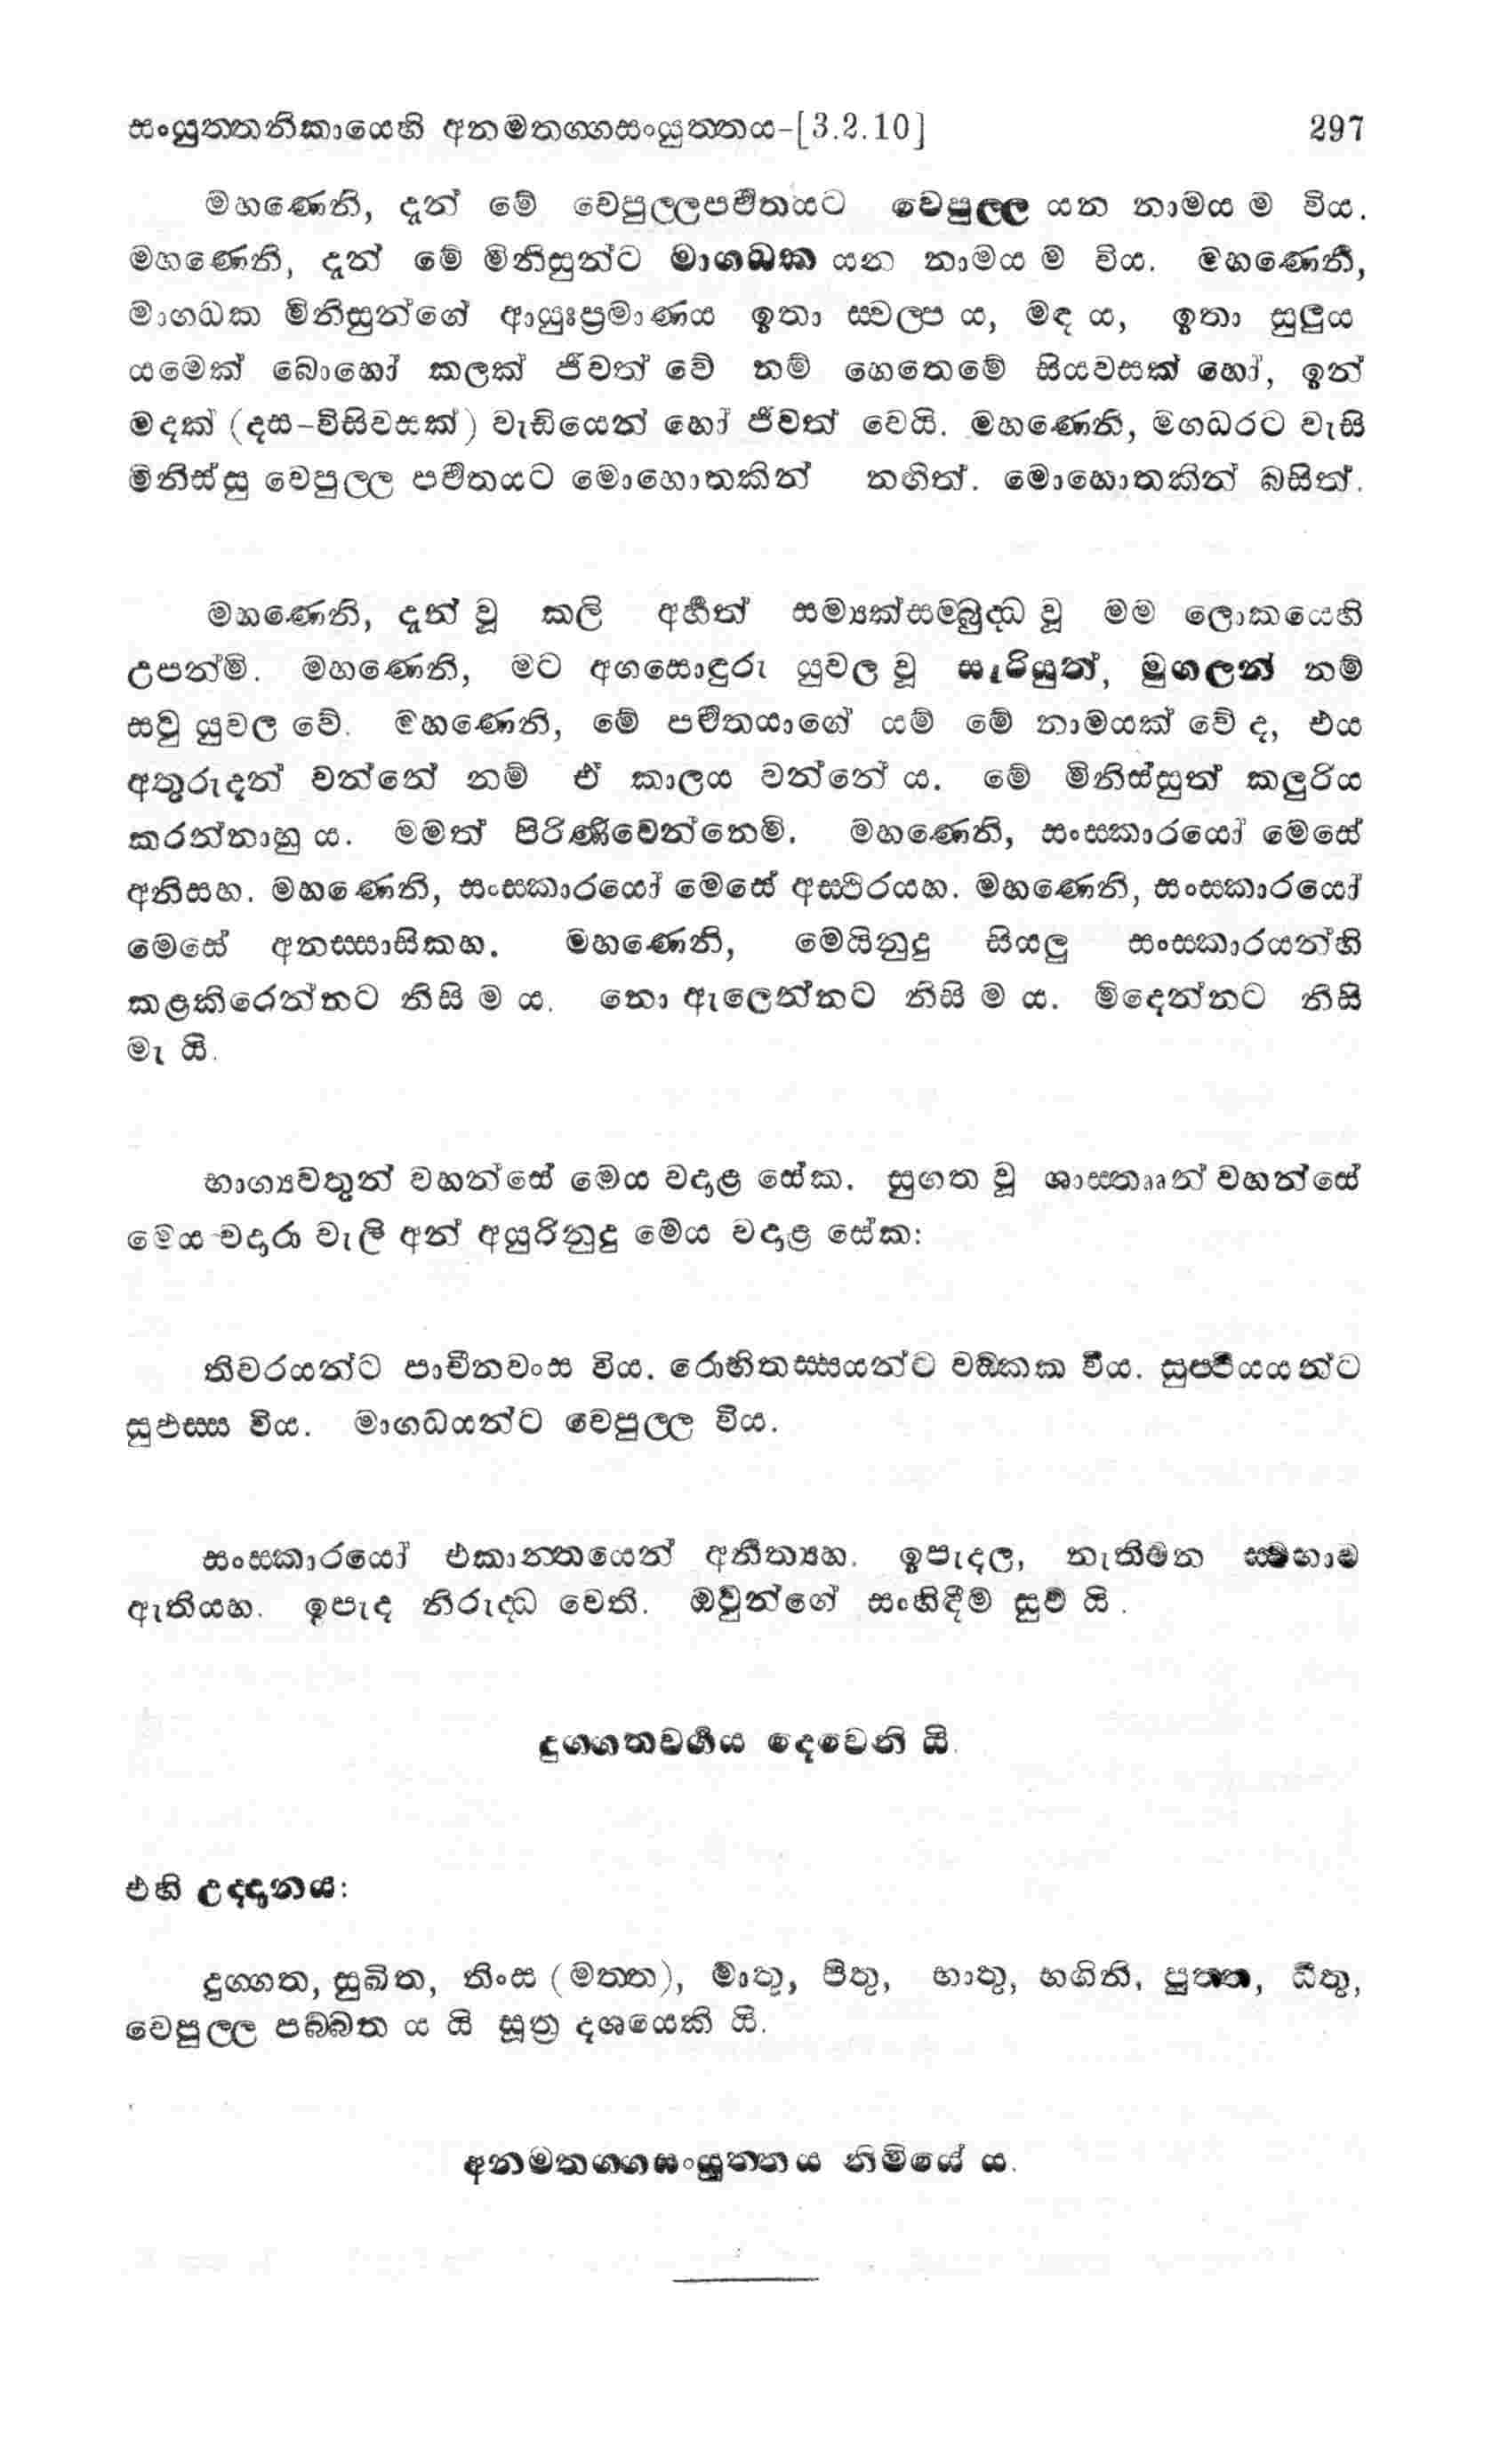 සංයුත්තනිකායෙහි අනමතග්ගසංයුත්තය-[3.2.10] 297
මහණෙනි, දැන් මේ වෙපුල්ලපර්වතයට වෙපුල්ල යන නාමය ම විය.
මහණෙනි, දැන් මේ මිනිසුන්ට මාගධක යන නාමය ම විය. මහණෙනි,
මාගධක මිනිසුන්ගේ ආයුඃප්‍රමාණය ඉතා ස්වල්ප ය, මඳ ය, ඉතා සුලුය
යමෙක් බොහෝ කලක් ජීවත් වේ නම් හෙතෙමේ සියවසක් හෝ, ඉන්
මදක් (දස-විසිවසක්) වැඩියෙන් හෝ ජීවත් වෙයි. මහණෙනි, මගධරට වැසි
මිනිස්සු වෙපුල්ල පර්වතයට මොහොතකින් නගිත්. මොහොතකින් බසිත්.
මහණෙනි, දැන් වූ කලි අර්හත් සම්‍යක්සම්බුද්ධ වූ මම ලොකයෙහි
උපන්මි. මහණෙනි, මට අගසොඳුරු යුවල වූ සැරියුත්, මුගලන් නම්
සවු යුවල වේ. මහණෙනි, මේ පර්වතයාගේ යම් මේ නාමයක් වේ ද, එය
අතුරුදන් වන්නේ නම් ඒ කාලය වන්නේ ය. මේ මිනිස්සුත් කලුරිය
කරන්නාහු ය. මමත් පිරිණිවෙන්නෙමි. මහණෙනි, සංස්කාරයෝ මෙසේ
අනිසහ. මහණෙනි, සංස්කාරයෝ මෙසේ අස්ථිරයහ. මහණෙනි, සංස්කාරයෝ
මෙසේ අනස්සාසිකහ. මහණෙනි, මෙයිනුදු සියලු සංස්කාරයන්හි
කළකිරෙන්නට නිසි ම ය. නො ඇලෙන්නට නිසි ම ය. මිදෙන්නට නිසි
මැ යි.
භාග්‍යවතුන් වහන්සේ මෙය වදාළ සේක. සුගත වූ ශාස්තෲන් වහන්සේ
මෙය වදාරා වැලි අන් අයුරිනුදු මෙය වදාළ සේක:
තිවරයන්ට පාචීනවංස විය. රොහිතස්සයන්ට වඞ්කක විය. සුප්පියයන්ට
සුඵස්ස විය. මාගධයන්ට වෙපුල්ල විය.
සංස්කාරයෝ එකාන්තයෙන් අනිත්‍යහ. ඉපැදල, නැතිවන ස්වභාව
ඇතියහ. ඉපැද නිරුද්ධ වෙති. ඔවුන්ගේ සංහිඳීම සුව යි.
දුග්ගතවර්ගය දෙවෙනි යි.
එහි උද්දානය:
දුග්ගත, සුඛිත, තිංස (මත්ත), මාතු, පිතු, භාතු, භගිනි, පුත්ත, ධීතු,
වෙපුල්ල පබ්බත ය යි සූත්‍ර දශයෙකි යි.
අනමතග්ගසංයුත්තය නිමියේ ය.